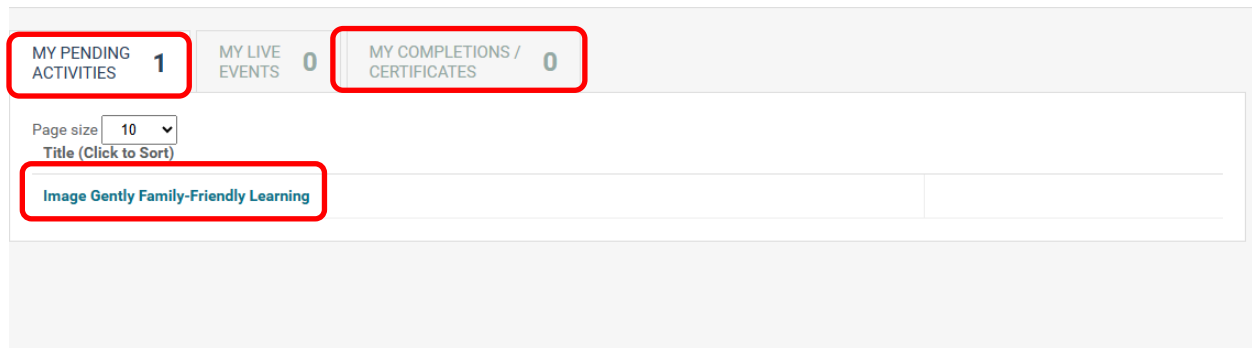 MY PENDING ACTIVITIES 1
MY LIVE EVENTS 0
MY COMPLETIONS / CERTIFICATES 0
Page size 10
Title (Click to Sort)
Image Gently Family-Friendly Learning